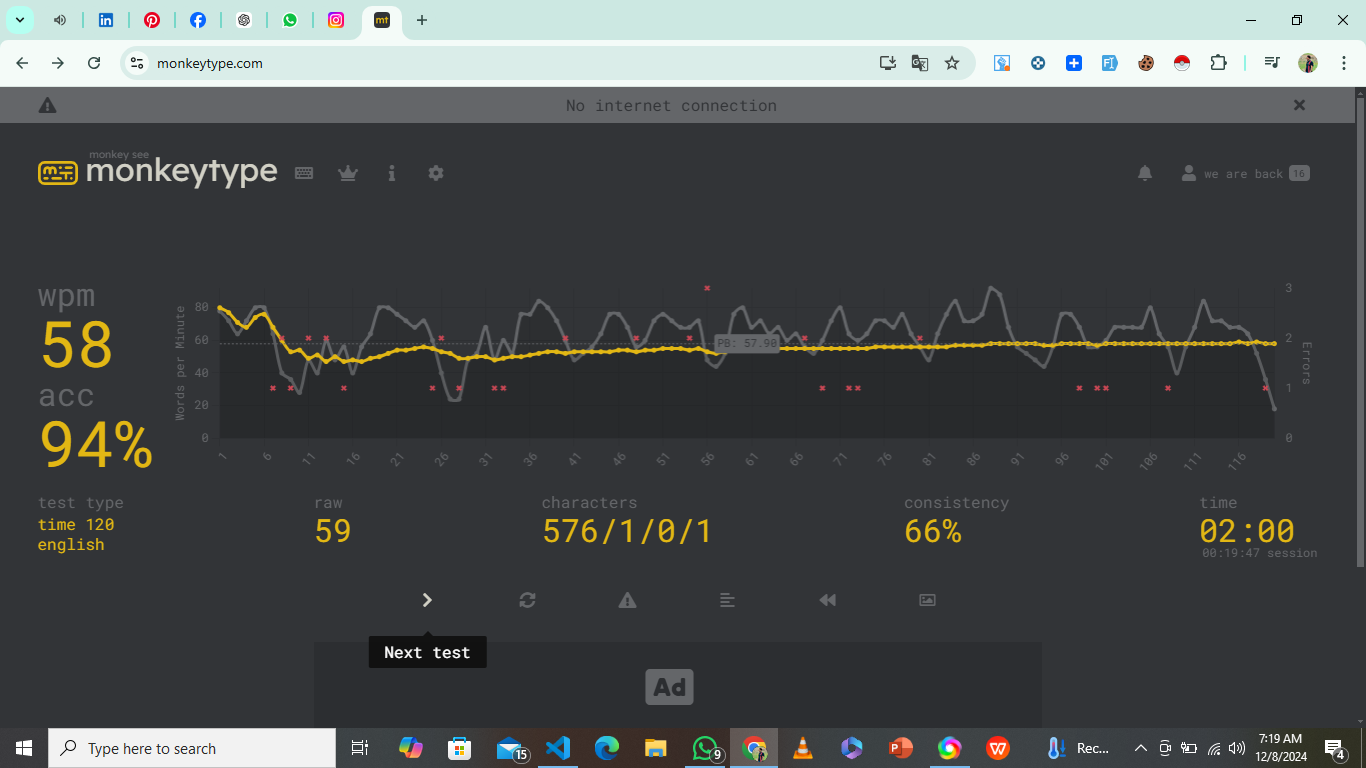 mt
monkeytype.com
No internet connection
monkey see
monkeytype
we are back 16
wpm
58
acc
94%
Words per Minute
80
60
40
20
0
PB: 57.90
3
2
1
0
Errors
1 6 11 16 21 26 31 36 41 46 51 56 61 66 71 76 81 86 91 96 101 106 111 116
test type
time 120
english
raw
59
characters
576/1/0/1
consistency
66%
time
02:00
00:19:47 session
Next test
Ad
Type here to search
15
9
Rec...
7:19 AM
12/8/2024
4